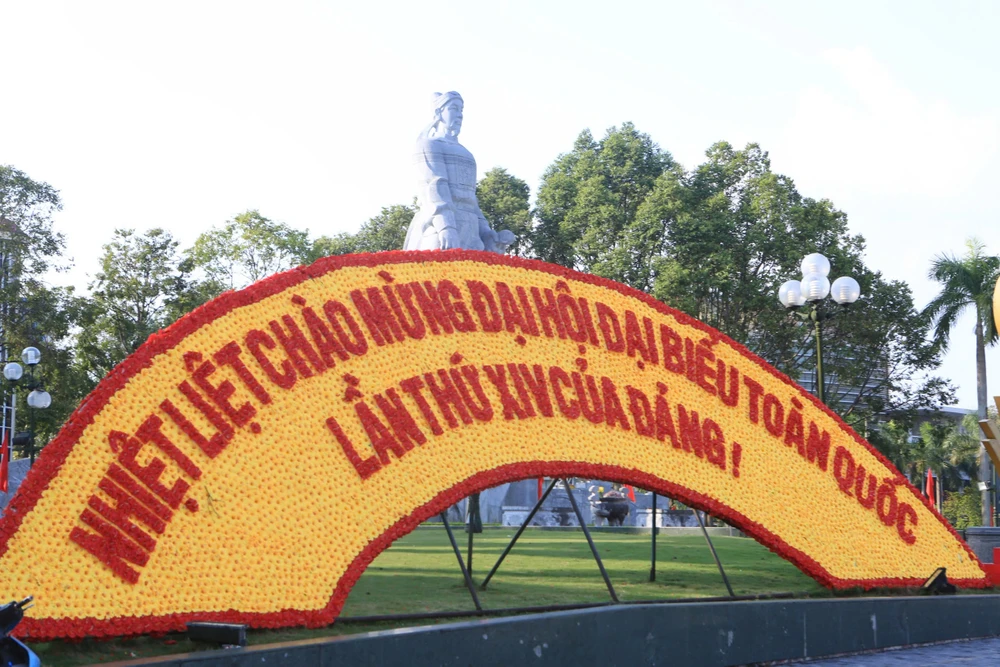 NHIỆT LIỆT CHÀO MỪNG ĐẠI HỘI ĐẠI BIỂU TOÀN QUỐC
LẦN THỨ XIV CỦA ĐẢNG !